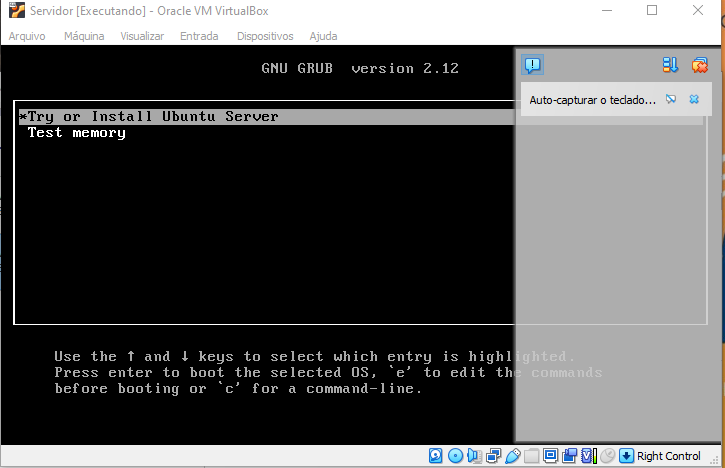 Servidor [Executando] - Oracle VM VirtualBox
Arquivo Máquina Visualizar Entrada Dispositivos Ajuda
GNU GRUB version 2.12
Auto-capturar o teclado...
*Try or Install Ubuntu Server
Test memory
Use the ↑ and ↓ keys to select which entry is highlighted.
Press enter to boot the selected OS, `e' to edit the commands
before booting or `c' for a command-line.
Right Control